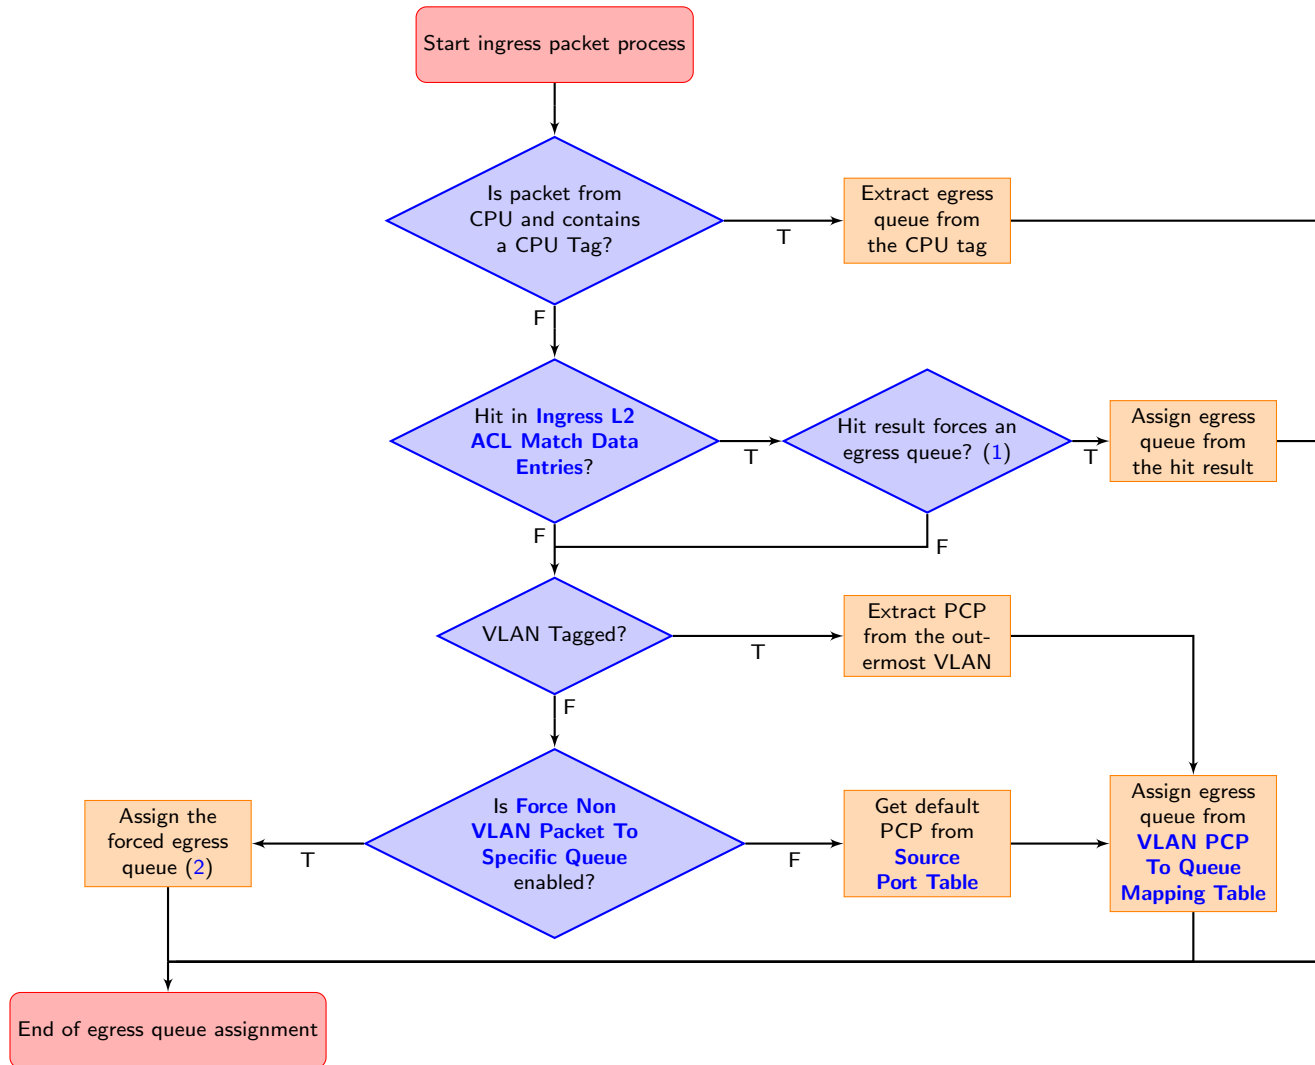 Start ingress packet process
Is packet from
CPU and contains
a CPU Tag?
T
Extract egress
queue from
the CPU tag
F
Hit in Ingress L2
ACL Match Data
Entries?
T
Hit result forces an
egress queue? (1)
T
Assign egress
queue from
the hit result
F
F
VLAN Tagged?
T
Extract PCP
from the out-
ermost VLAN
F
Assign the
forced egress
queue (2)
T
Is Force Non
VLAN Packet To
Specific Queue
enabled?
F
Get default
PCP from
Source
Port Table
Assign egress
queue from
VLAN PCP
To Queue
Mapping Table
End of egress queue assignment